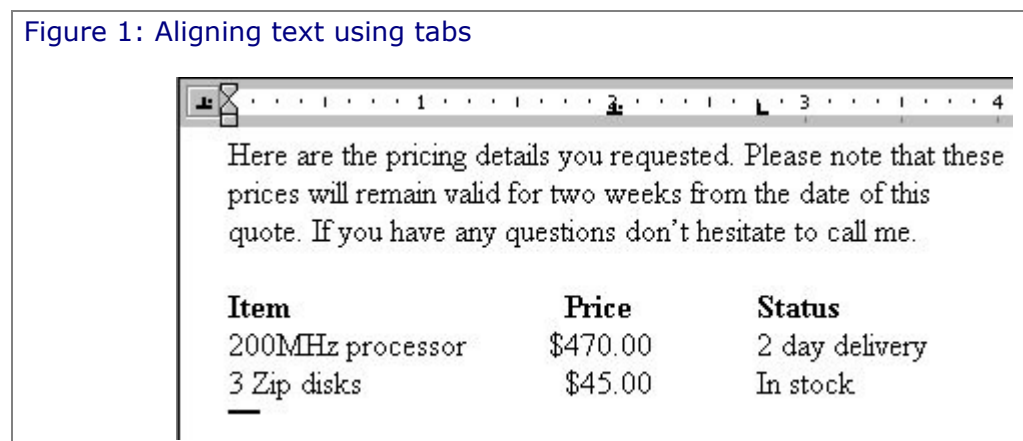 Figure 1: Aligning text using tabs
1 2 3 4
Here are the pricing details you requested. Please note that these
prices will remain valid for two weeks from the date of this
quote. If you have any questions don't hesitate to call me.
Item Price Status
200MHz processor $470.00 2 day delivery
3 Zip disks $45.00 In stock